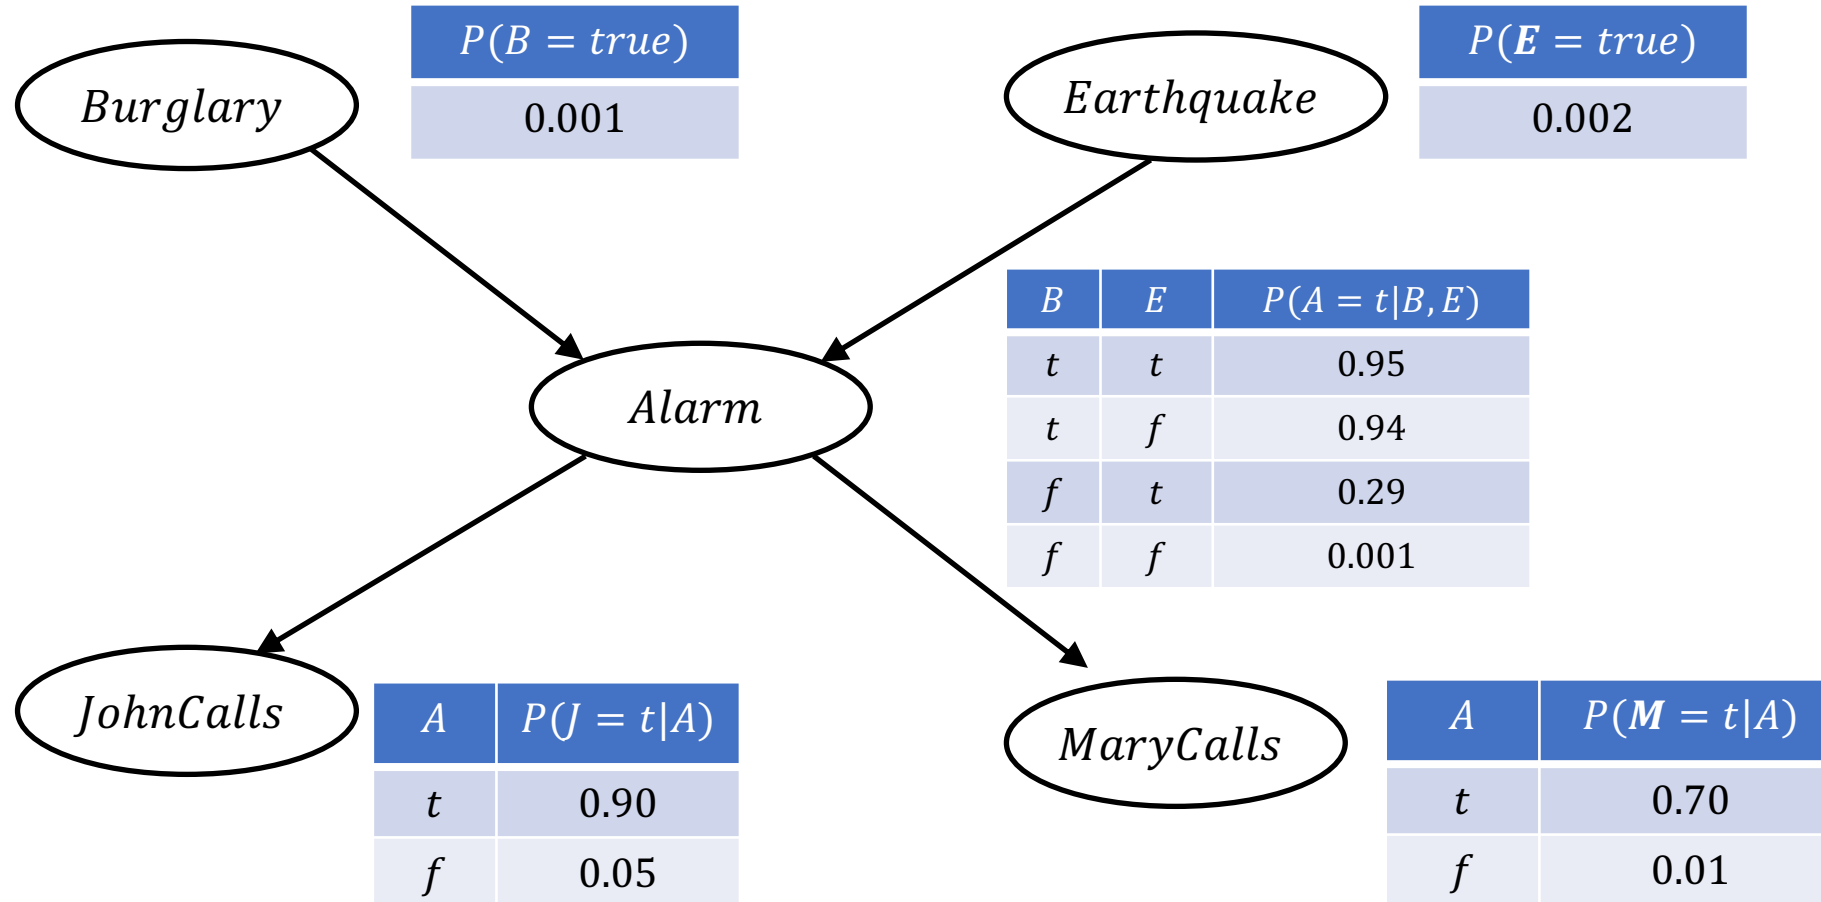 Burglary
P(B = true)
0.001
Earthquake
P(E = true)
0.002
Alarm
B E P(A = t|B, E)
t t 0.95
t f 0.94
f t 0.29
f f 0.001
JohnCalls
A P(J = t|A)
t 0.90
f 0.05
MaryCalls
A P(M = t|A)
t 0.70
f 0.01